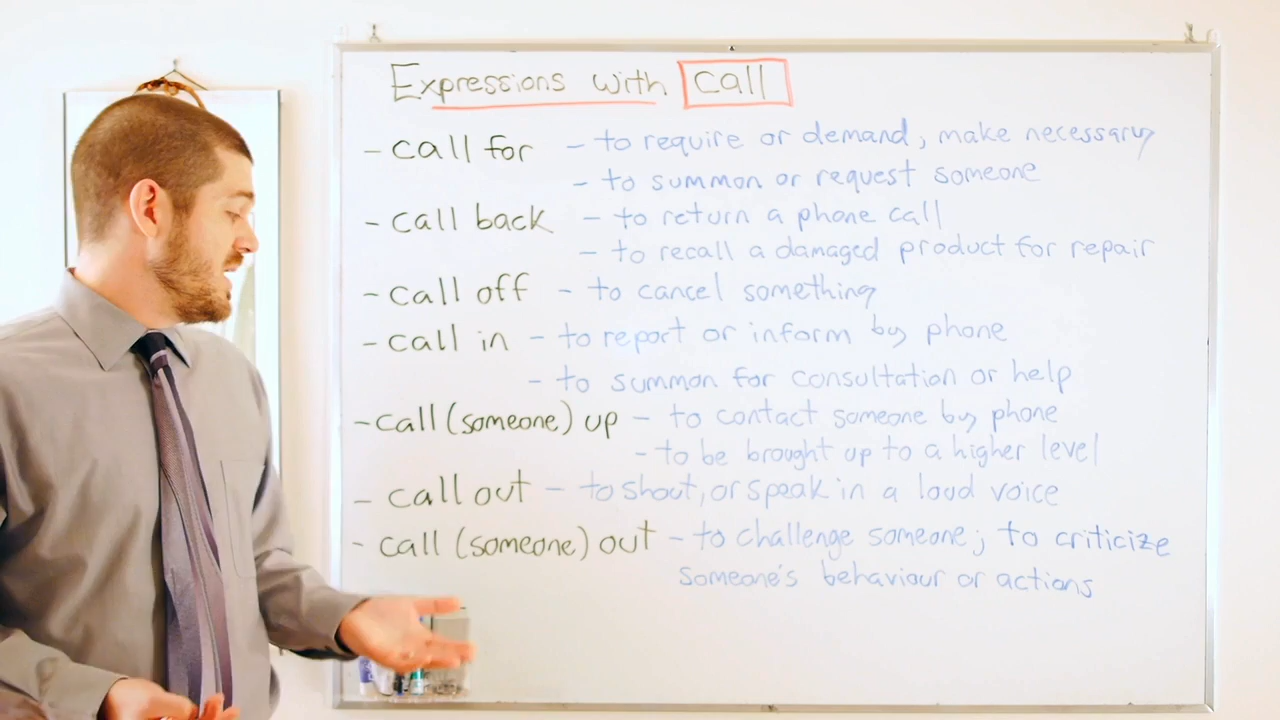 Expressions with call
- call for - to require or demand, make necessary
- to summon or request someone
- call back - to return a phone call
- to recall a damaged product for repair
- call off - to cancel something
- call in - to report or inform by phone
- to summon for consultation or help
- call (someone) up - to contact someone by phone
- to be brought up to a higher level
- call out - to shout, or speak in a loud voice
- call (someone) out - to challenge someone; to criticize
someone's behaviour or actions